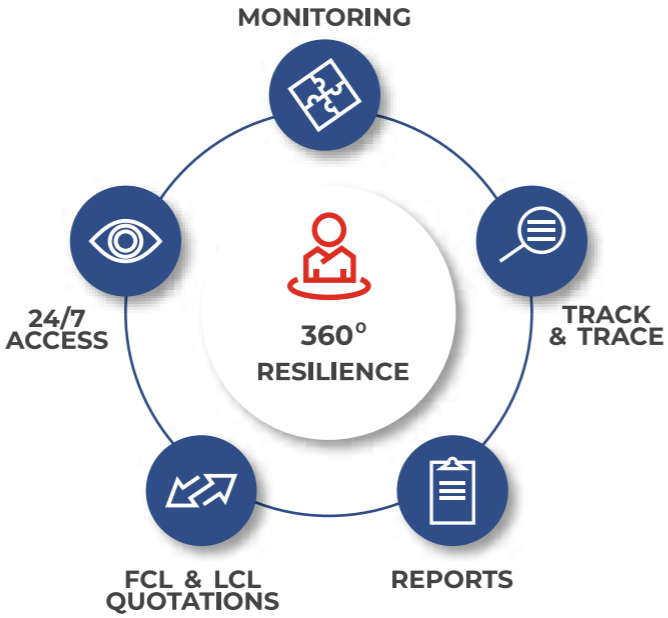 MONITORING
24/7
ACCESS
TRACK
& TRACE
360°
RESILIENCE
FCL & LCL
QUOTATIONS
REPORTS